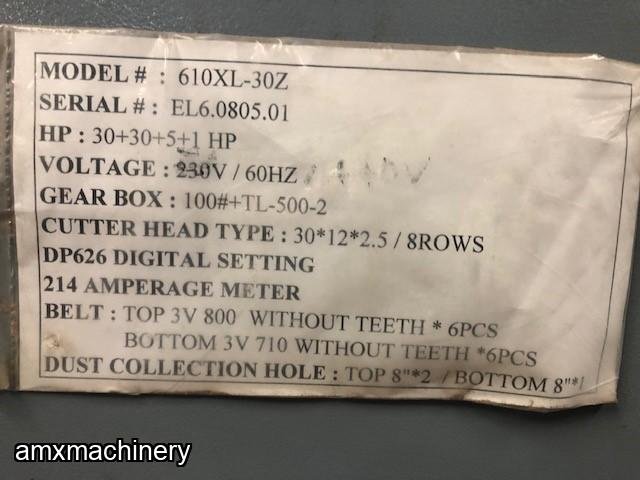 MODEL # : 610XL-30Z
SERIAL # : EL6.0805.01
HP : 30+30+5+1 HP
VOLTAGE : 230V / 60HZ
GEAR BOX : 100#+TL-500-2
CUTTER HEAD TYPE : 30*12*2.5 / 8ROWS
DP626 DIGITAL SETTING
214 AMPERAGE METER
BELT : TOP 3V 800 WITHOUT TEETH * 6PCS
BOTTOM 3V 710 WITHOUT TEETH *6PCS
DUST COLLECTION HOLE : TOP 8"*2 / BOTTOM 8"*1
amxmachinery